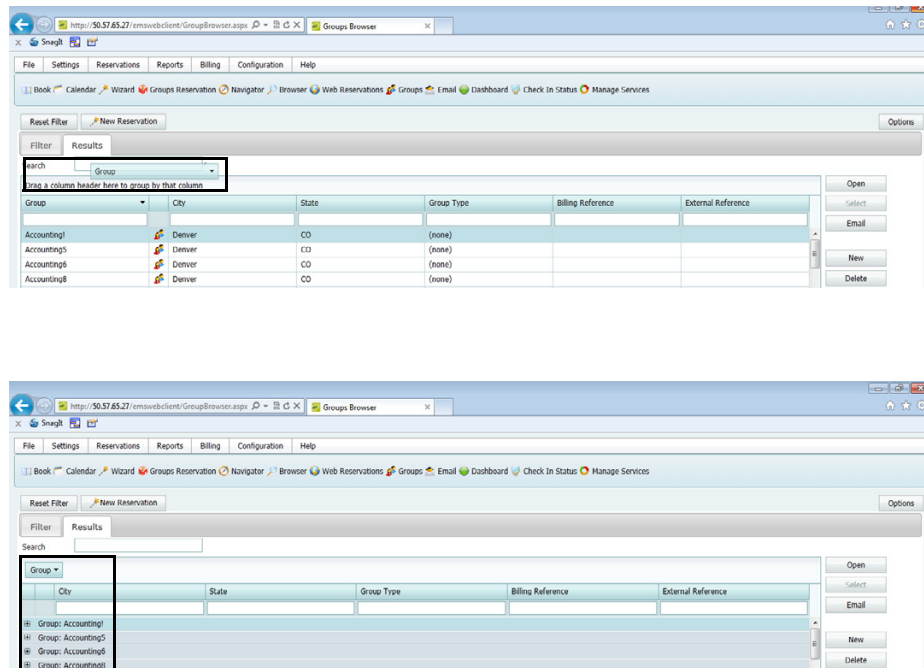 http://50.57.65.27/emswebclient/GroupBrowser.aspx Groups Browser
x SnagIt
File Settings Reservations Reports Billing Configuration Help
Book Calendar Wizard Groups Reservation Navigator Browser Web Reservations Groups Email Dashboard Check In Status Manage Services
Reset Filter New Reservation Options
Filter Results
Search Group
Drag a column header here to group by that column Open
Group City State Group Type Billing Reference External Reference Select
Email
Accounting! Denver CO (none)
Accounting5 Denver CO (none)
Accounting6 Denver CO (none) New
Accounting8 Denver CO (none) Delete
http://50.57.65.27/emswebclient/GroupBrowser.aspx Groups Browser
x SnagIt
File Settings Reservations Reports Billing Configuration Help
Book Calendar Wizard Groups Reservation Navigator Browser Web Reservations Groups Email Dashboard Check In Status Manage Services
Reset Filter New Reservation Options
Filter Results
Search
Group Open
City State Group Type Billing Reference External Reference Select
Email
Group: Accounting!
Group: Accounting5 New
Group: Accounting6
Group: Accounting8 Delete